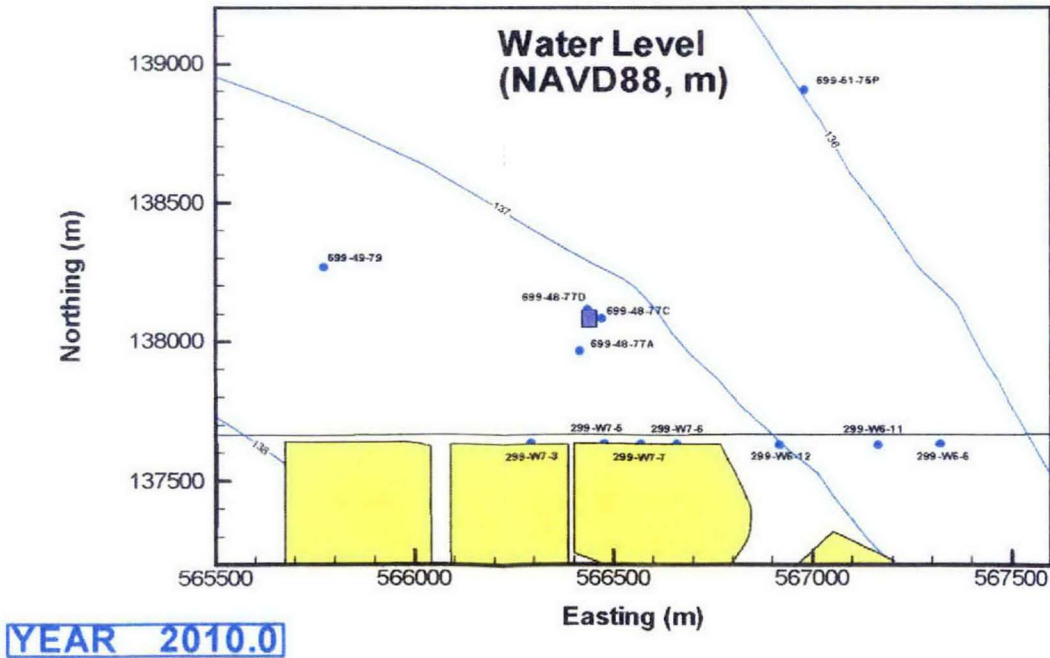 Water Level
(NAVD88, m)
139000
138500
138000
137500
Northing (m)
699-51-75P
136
137
699-49-79
699-48-77D
699-48-77C
699-48-77A
138
299-W7-5
299-W7-6
299-W6-11
299-W7-3
299-W7-7
299-W6-12
299-W6-6
565500
566000
566500
567000
567500
Easting (m)
YEAR 2010.0